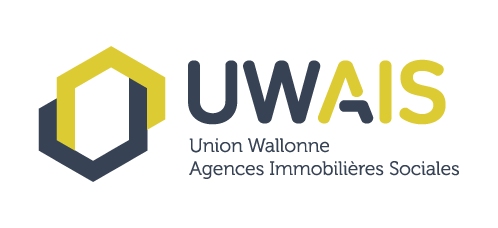 UWAIS
Union Wallonne
Agences Immobilières Sociales